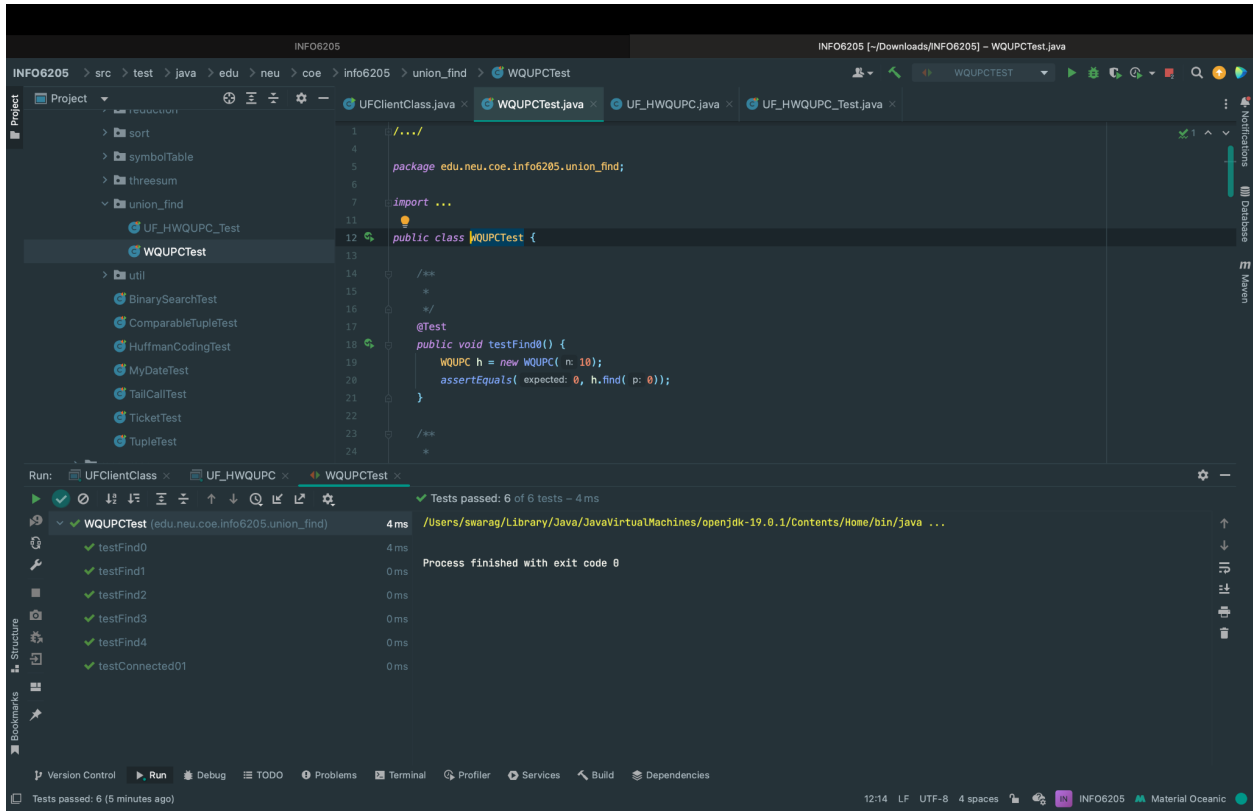 INFO6205
INFO6205 [~/Downloads/INFO6205] – WQUPCTest.java
INFO6205 > src > test > java > edu > neu > coe > info6205 > union_find > WQUPCTest
WQUPCTEST
Project
Project
UFClientClass.java × WQUPCTest.java × UF_HWQUPC.java × UF_HWQUPC_Test.java ×
reduction
sort
symbolTable
threesum
union_find
UF_HWQUPC_Test
WQUPCTest
util
BinarySearchTest
ComparableTupleTest
HuffmanCodingTest
MyDateTest
TailCallTest
TicketTest
TupleTest
1 /.../
4
5 package edu.neu.coe.info6205.union_find;
6
7 import ...
11
12 public class WQUPCTest {
13
14 /**
15 *
16 */
17 @Test
18 public void testFind0() {
19 WQUPC h = new WQUPC( n: 10);
20 assertEquals( expected: 0, h.find( p: 0));
21 }
22
23 /**
24 *
1
Notifications
Database
m Maven
Run: UFClientClass × UF_HWQUPC × WQUPCTest ×
Tests passed: 6 of 6 tests – 4 ms
WQUPCTest (edu.neu.coe.info6205.union_find) 4 ms
testFind0 4 ms
testFind1 0 ms
testFind2 0 ms
testFind3 0 ms
testFind4 0 ms
testConnected01 0 ms
/Users/swarag/Library/Java/JavaVirtualMachines/openjdk-19.0.1/Contents/Home/bin/java ...
Process finished with exit code 0
Structure
Bookmarks
Version Control Run Debug TODO Problems Terminal Profiler Services Build Dependencies
Tests passed: 6 (5 minutes ago)
12:14 LF UTF-8 4 spaces IN INFO6205 Material Oceanic